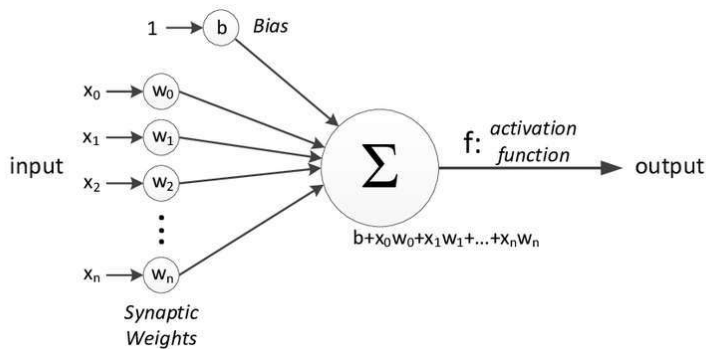 1 b Bias
x₀ w₀
x₁ w₁
input
x₂ w₂
⋮
xₙ wₙ
Synaptic
Weights
Σ
b+x₀w₀+x₁w₁+...+xₙwₙ
f: activation
function
output